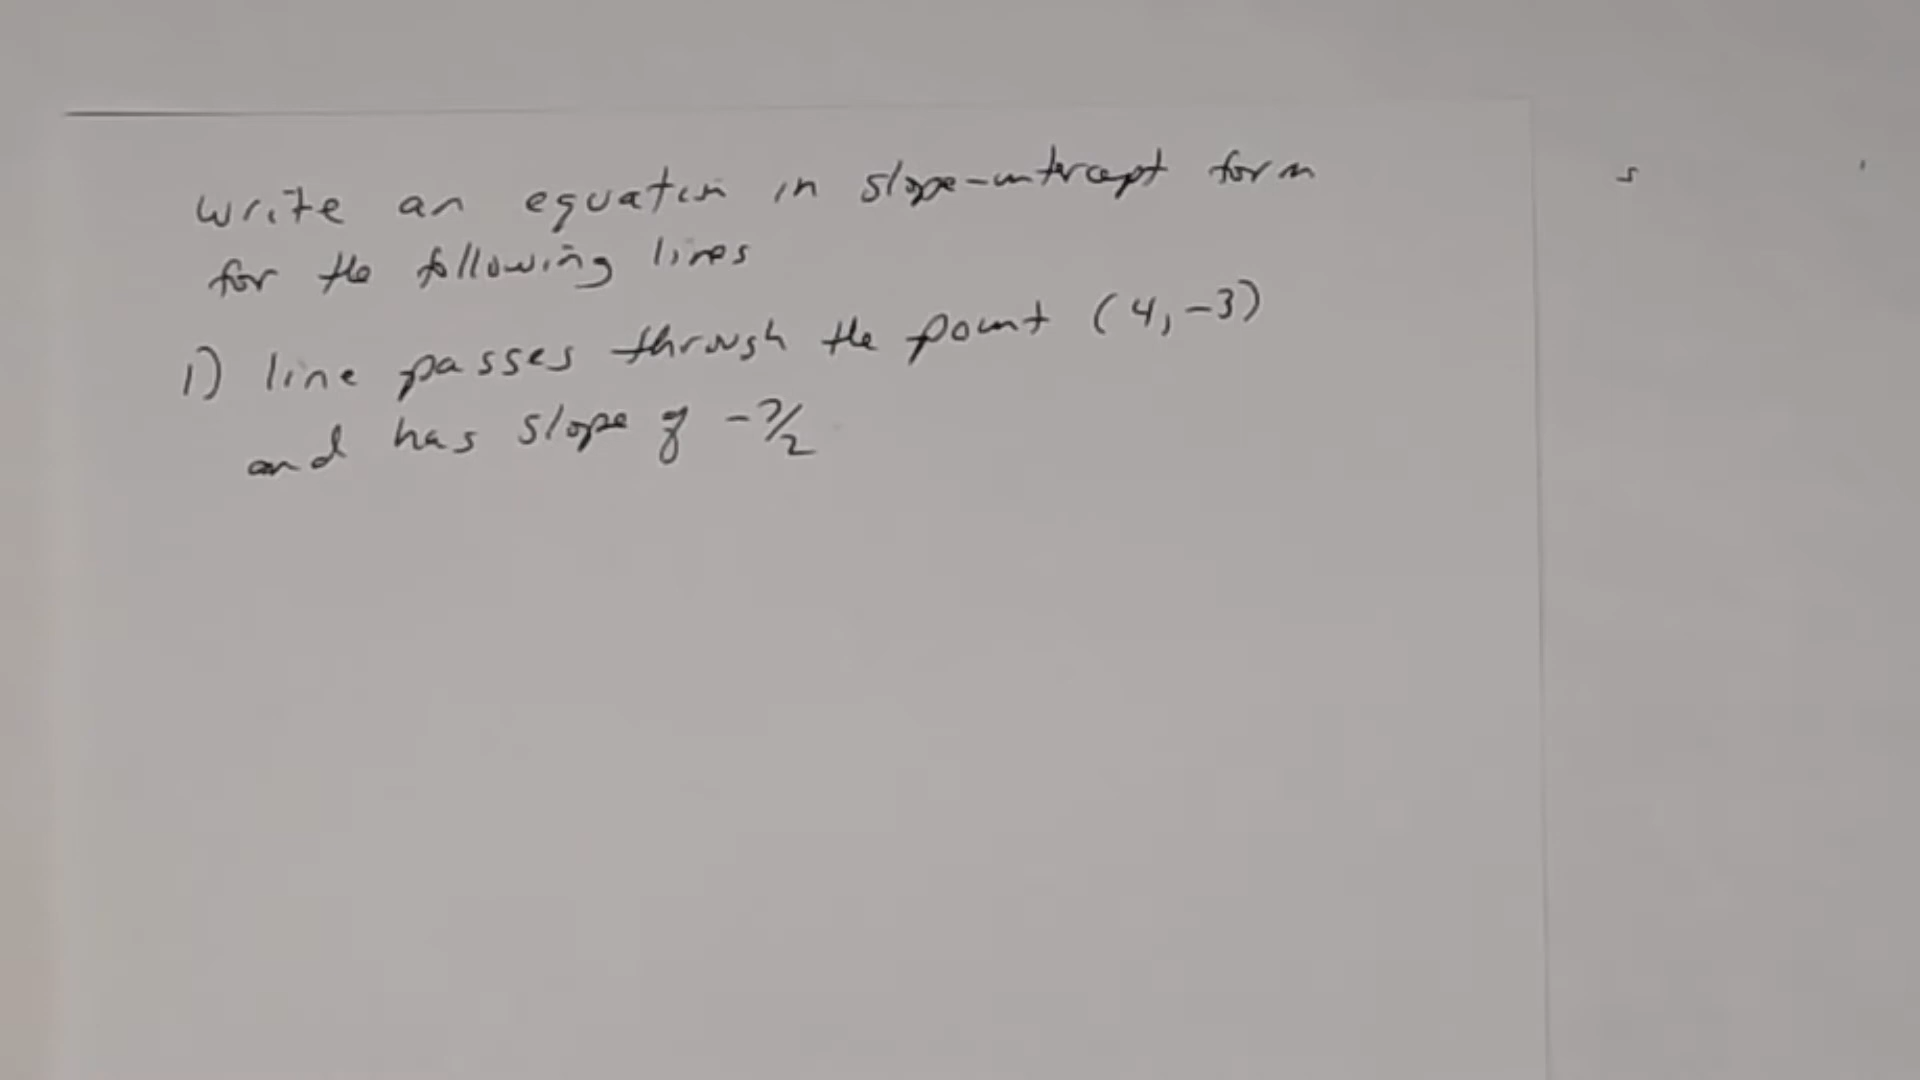 Write an equation in slope-intercept form
for the following lines
1) line passes through the point (4, -3)
and has slope of -7/2
s